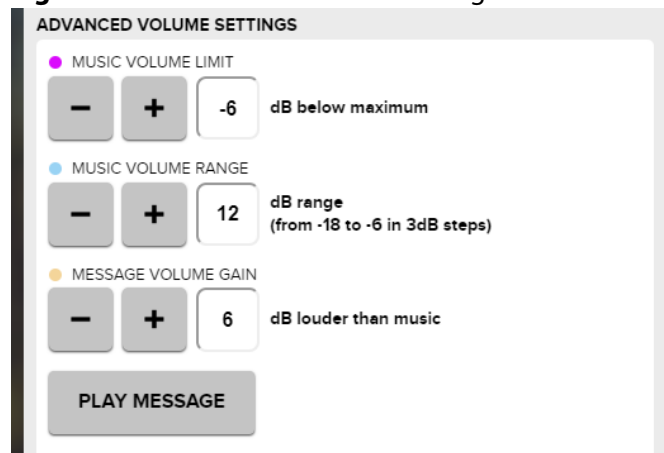 ADVANCED VOLUME SETTINGS
MUSIC VOLUME LIMIT
− + -6 dB below maximum
MUSIC VOLUME RANGE
− + 12 dB range
(from -18 to -6 in 3dB steps)
MESSAGE VOLUME GAIN
− + 6 dB louder than music
PLAY MESSAGE